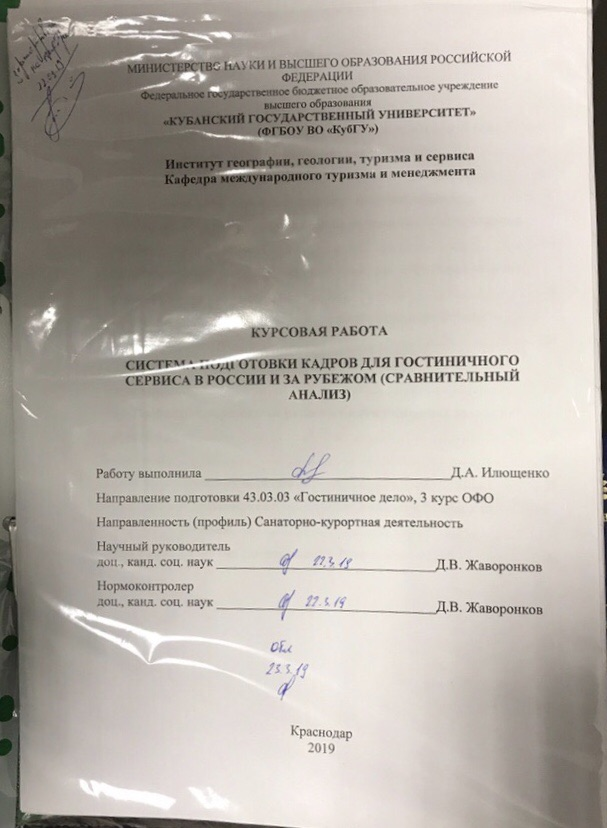 МИНИСТЕРСТВО НАУКИ И ВЫСШЕГО ОБРАЗОВАНИЯ РОССИЙСКОЙ
ФЕДЕРАЦИИ
Федеральное государственное бюджетное образовательное учреждение
высшего образования
«КУБАНСКИЙ ГОСУДАРСТВЕННЫЙ УНИВЕРСИТЕТ»
(ФГБОУ ВО «КубГУ»)
Институт географии, геологии, туризма и сервиса
Кафедра международного туризма и менеджмента
КУРСОВАЯ РАБОТА
СИСТЕМА ПОДГОТОВКИ КАДРОВ ДЛЯ ГОСТИНИЧНОГО
СЕРВИСА В РОССИИ И ЗА РУБЕЖОМ (СРАВНИТЕЛЬНЫЙ
АНАЛИЗ)
Работу выполнила Д.А. Илющенко
Направление подготовки 43.03.03 «Гостиничное дело», 3 курс ОФО
Направленность (профиль) Санаторно-курортная деятельность
Научный руководитель
доц., канд. соц. наук 22.3.19 Д.В. Жаворонков
Нормоконтролер
доц., канд. соц. наук 22.3.19 Д.В. Жаворонков
23.3.19
Краснодар
2019